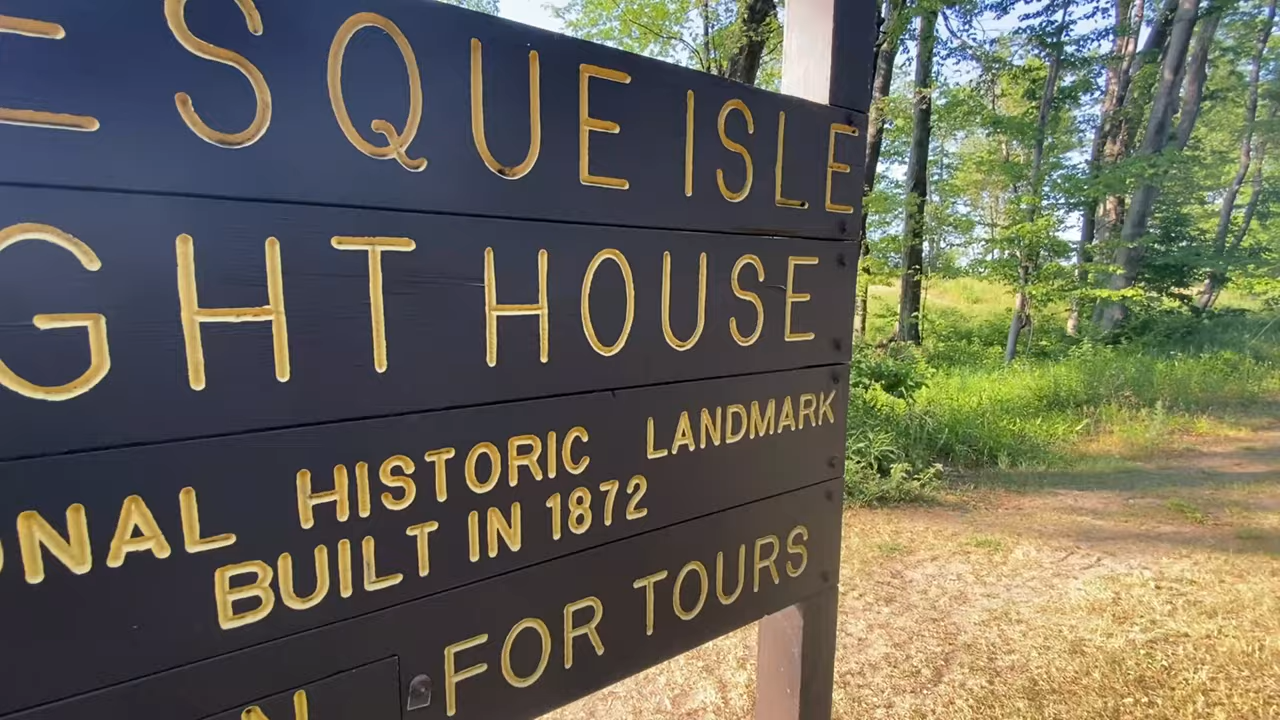 ESQUE ISLE
GHT HOUSE
ONAL HISTORIC LANDMARK
BUILT IN 1872
N FOR TOURS